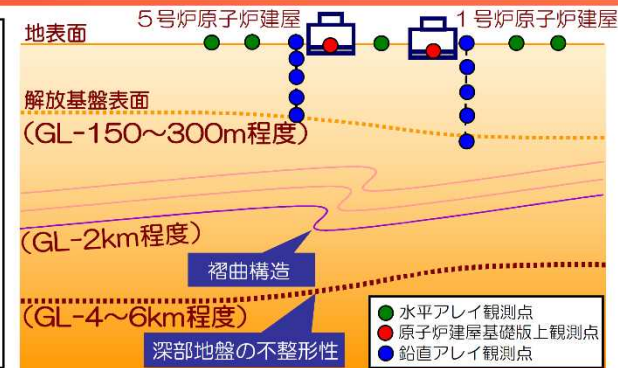 5号炉原子炉建屋
1号炉原子炉建屋
地表面
解放基盤表面
(GL-150~300m程度)
(GL-2km程度)
褶曲構造
(GL-4~6km程度)
深部地盤の不整形性
水平アレイ観測点
原子炉建屋基礎版上観測点
鉛直アレイ観測点